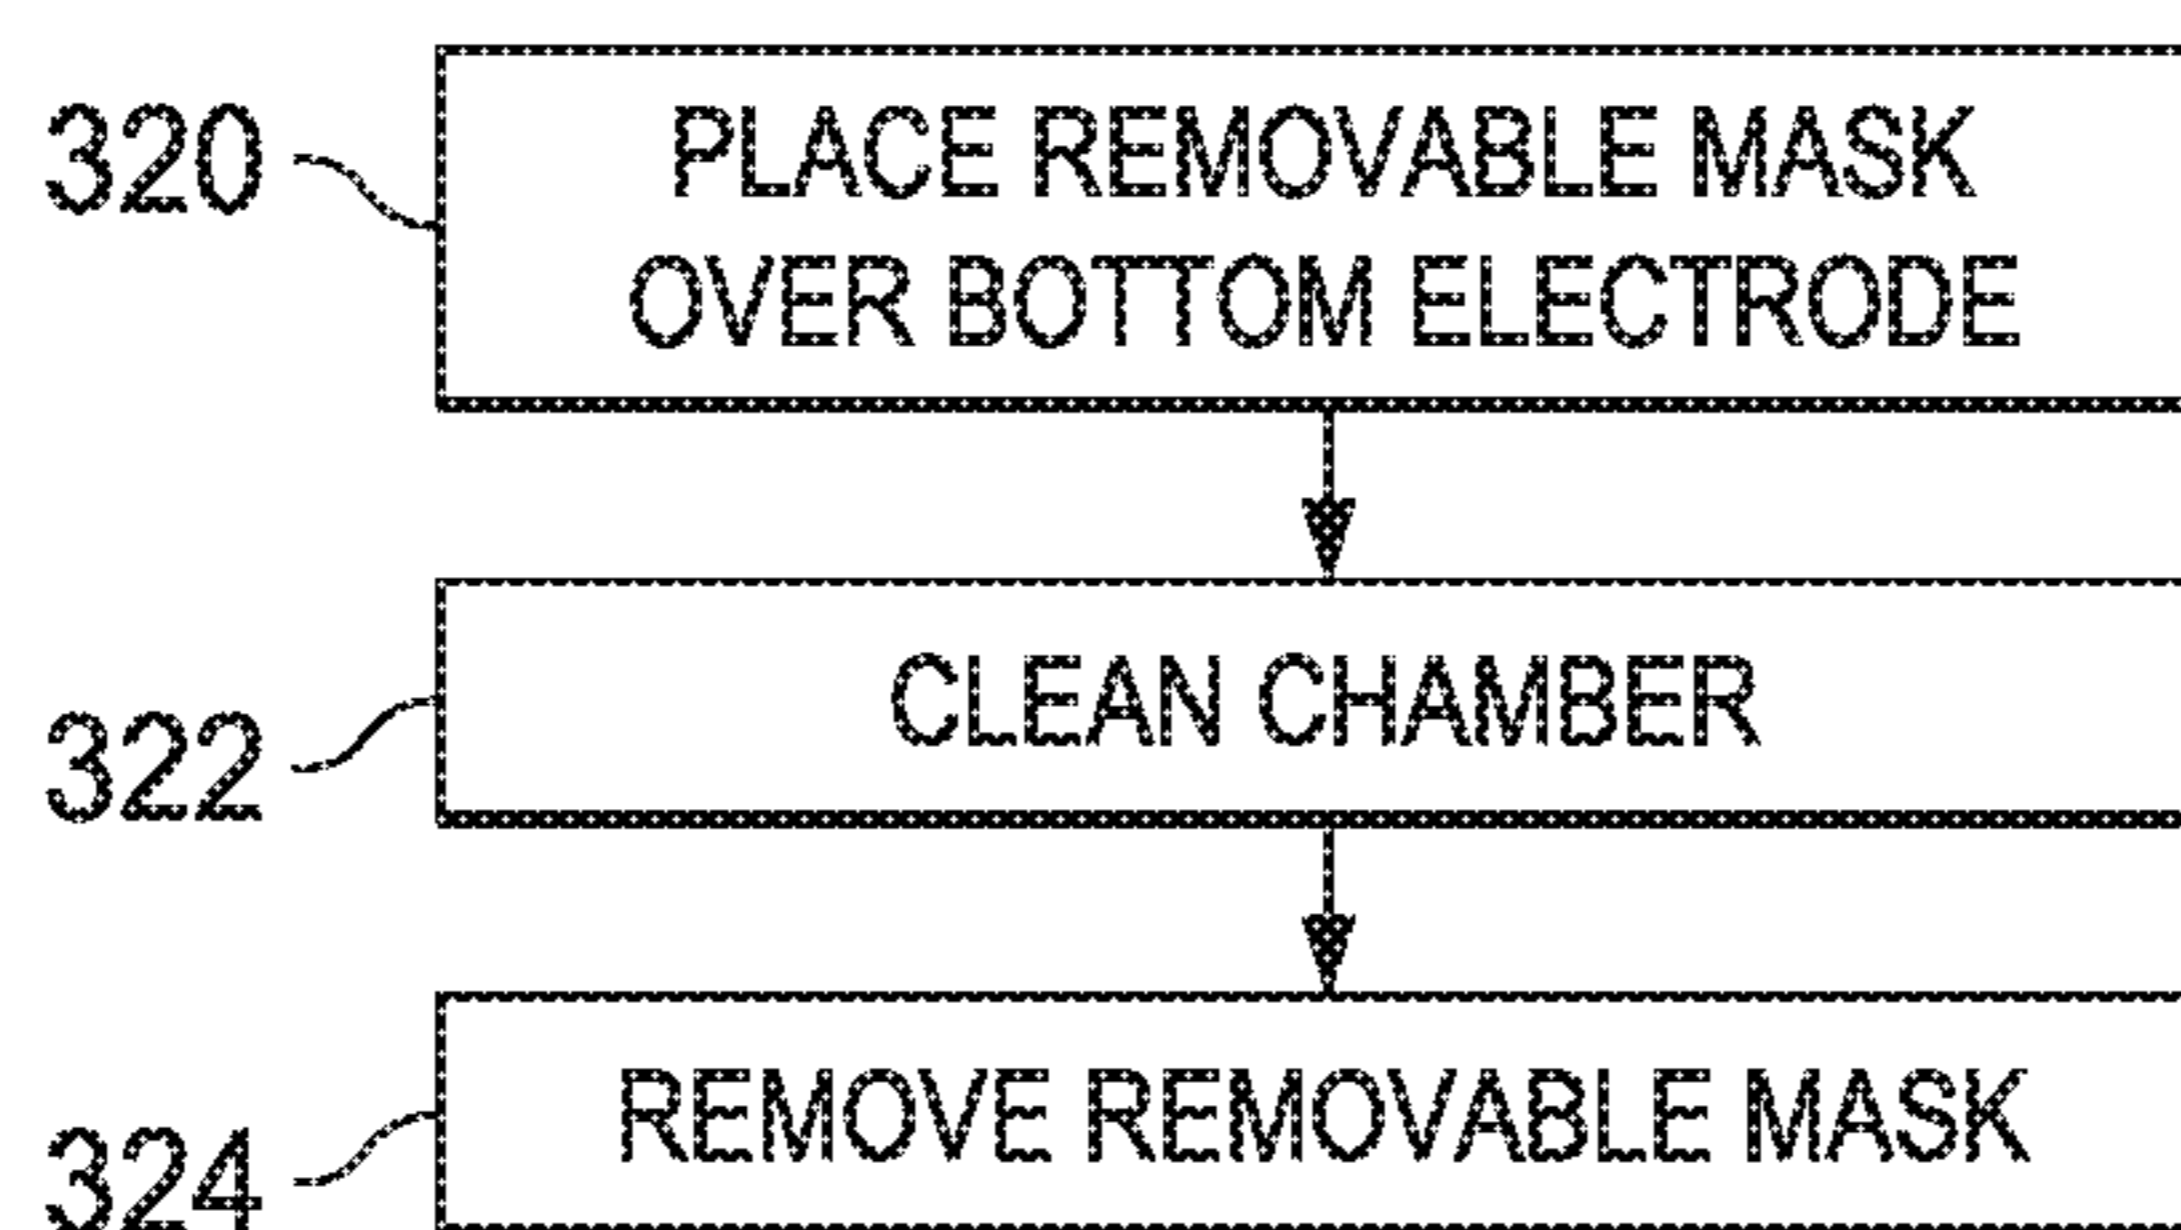 320
PLACE REMOVABLE MASK
OVER BOTTOM ELECTRODE
322
CLEAN CHAMBER
324
REMOVE REMOVABLE MASK